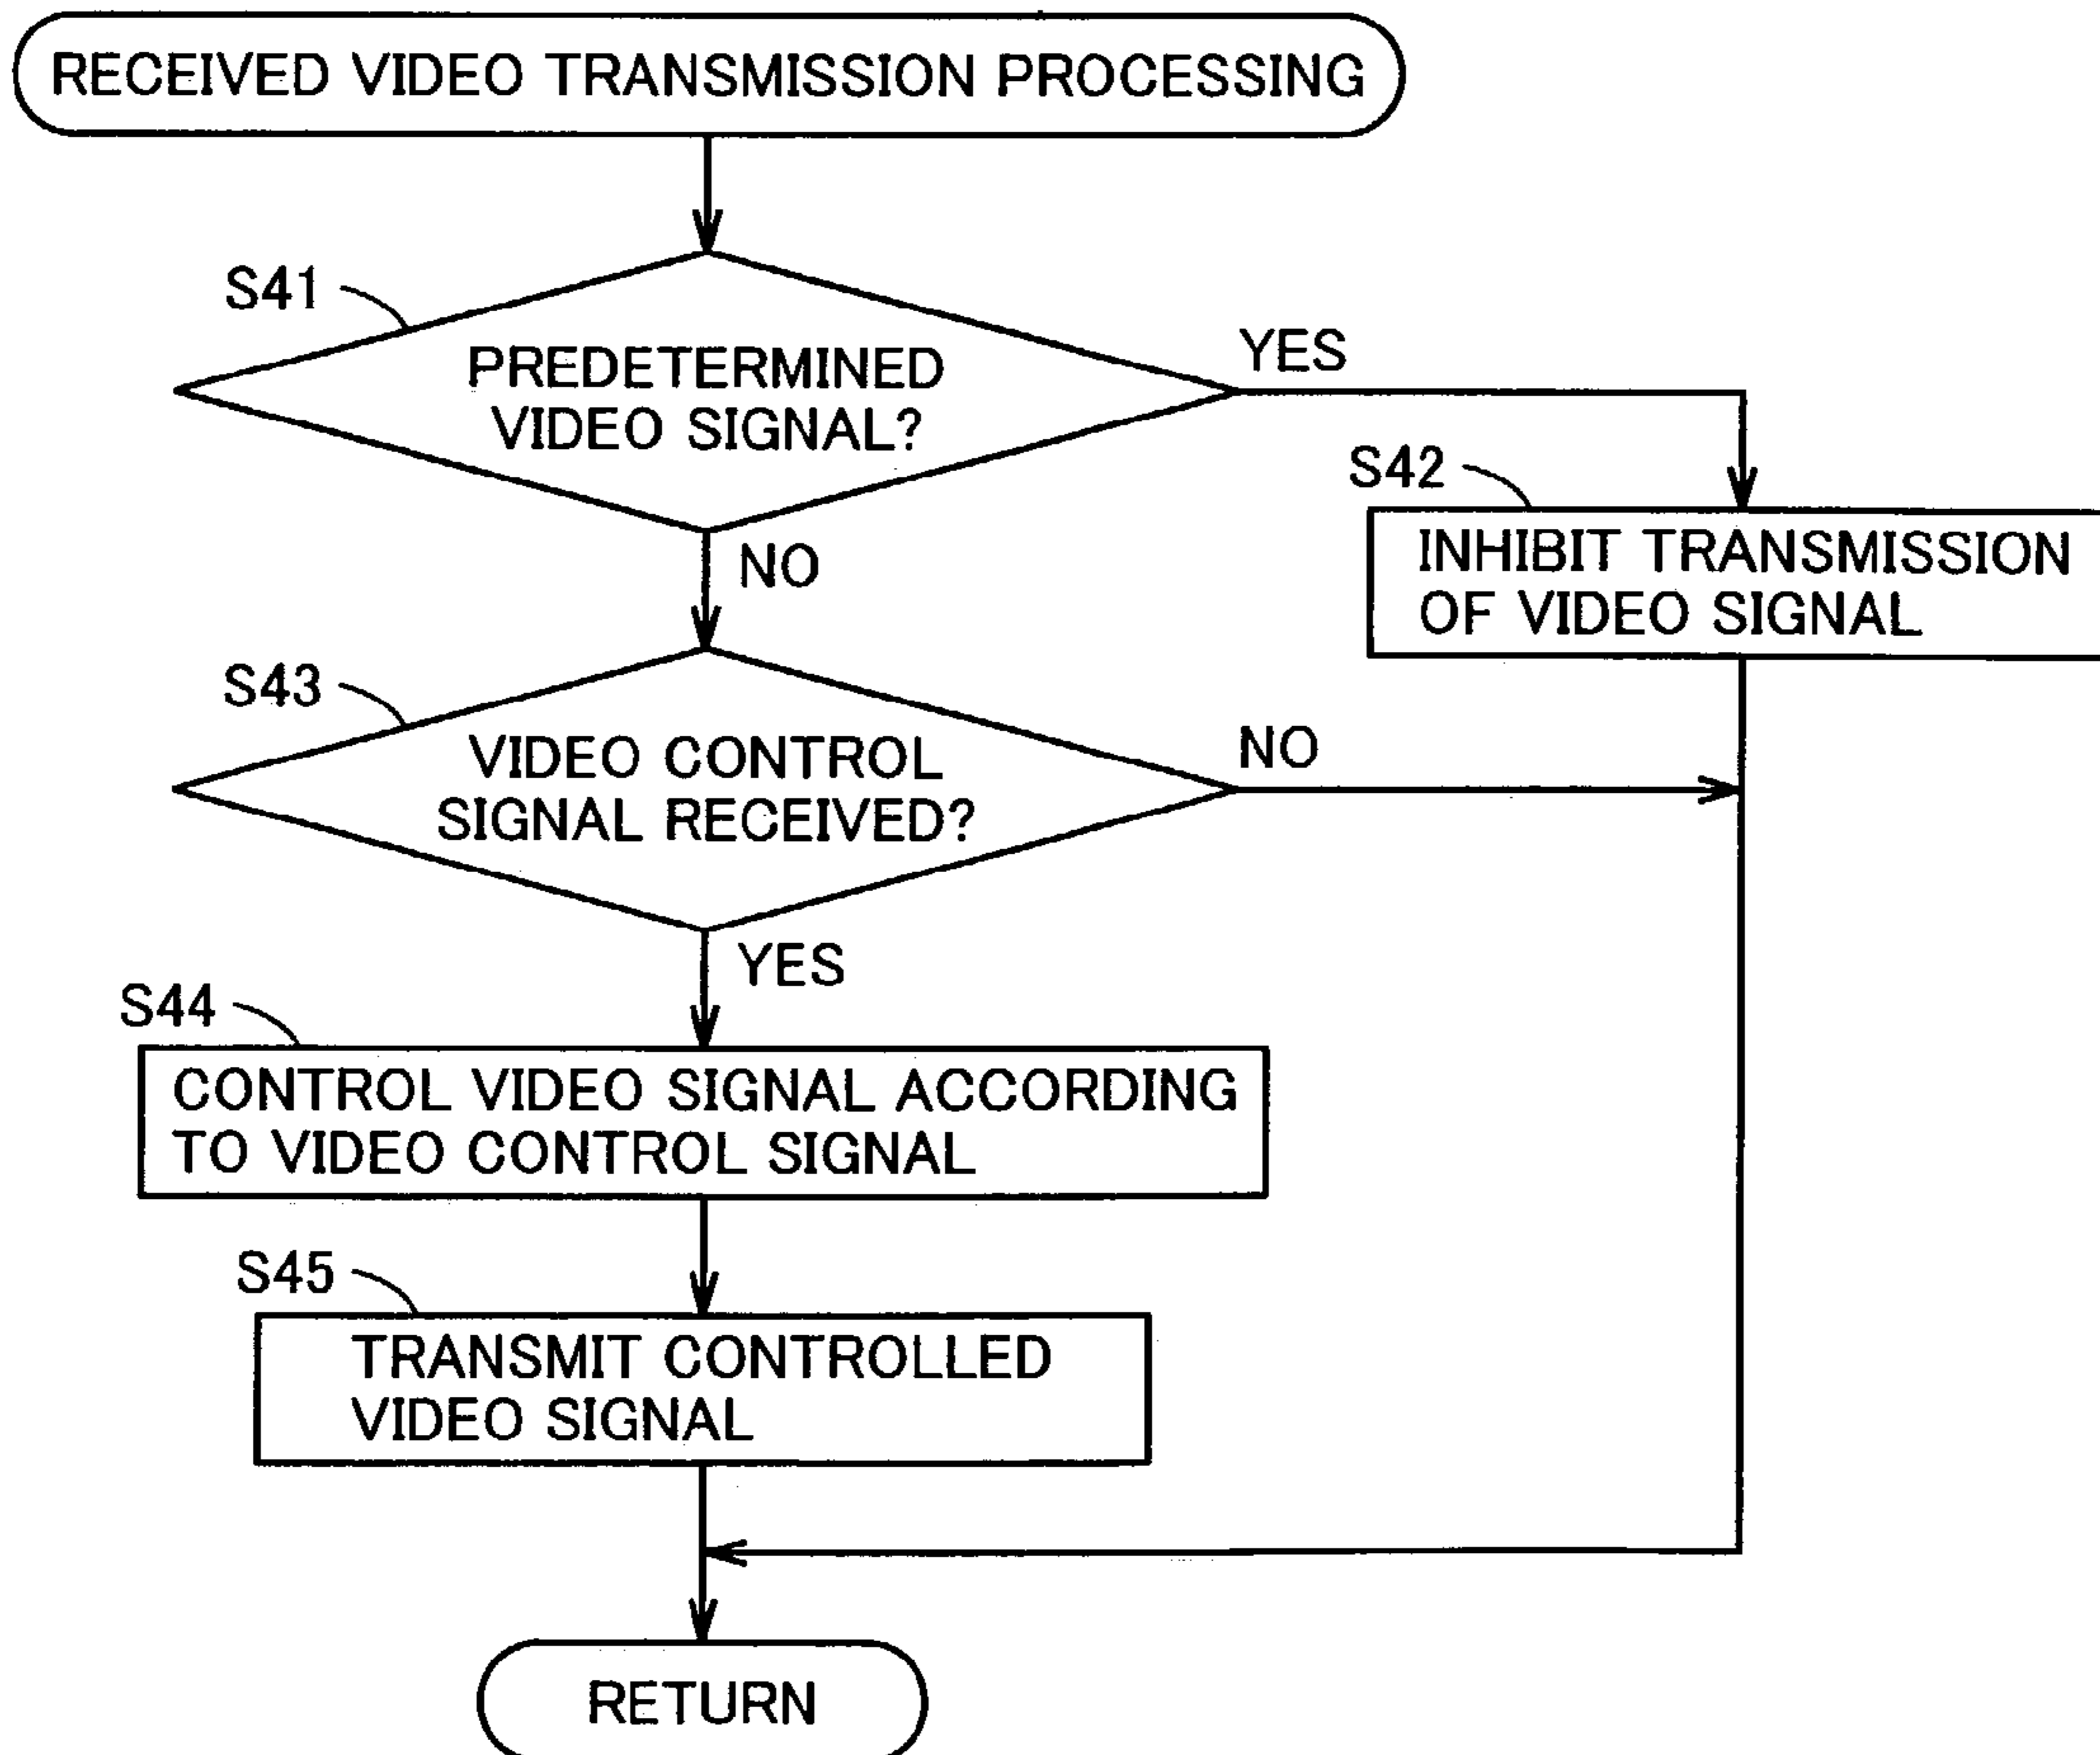 RECEIVED VIDEO TRANSMISSION PROCESSING
S41
PREDETERMINED
VIDEO SIGNAL?
YES
S42
INHIBIT TRANSMISSION
OF VIDEO SIGNAL
NO
S43
VIDEO CONTROL
SIGNAL RECEIVED?
NO
YES
S44
CONTROL VIDEO SIGNAL ACCORDING
TO VIDEO CONTROL SIGNAL
S45
TRANSMIT CONTROLLED
VIDEO SIGNAL
RETURN